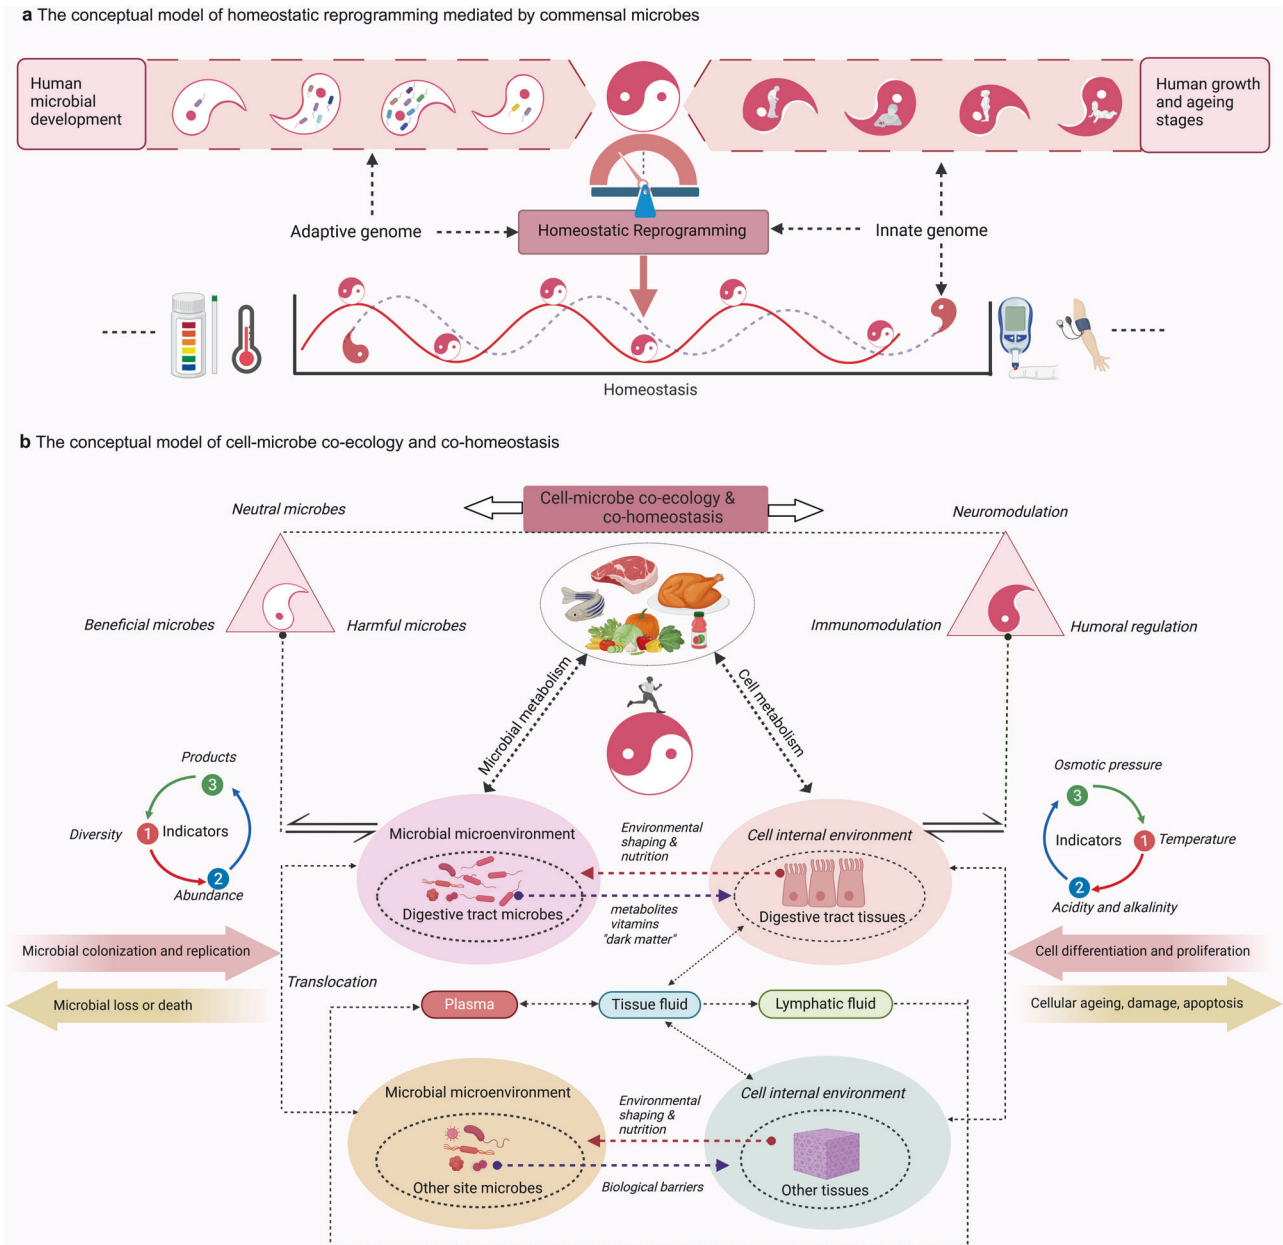 a The conceptual model of homeostatic reprogramming mediated by commensal microbes
Human
microbial
development
Human growth
and ageing
stages
Adaptive genome
Homeostatic Reprogramming
Innate genome
Homeostasis
b The conceptual model of cell-microbe co-ecology and co-homeostasis
Cell-microbe co-ecology &
co-homeostasis
Neutral microbes
Neuromodulation
Beneficial microbes
Harmful microbes
Immunomodulation
Humoral regulation
Microbial metabolism
Cell metabolism
Products
3
Diversity
1
Indicators
2
Abundance
Osmotic pressure
3
Indicators
1
Temperature
2
Acidity and alkalinity
Microbial microenvironment
Digestive tract microbes
Environmental
shaping &
nutrition
metabolites
vitamins
"dark matter"
Cell internal environment
Digestive tract tissues
Microbial colonization and replication
Microbial loss or death
Cell differentiation and proliferation
Cellular ageing, damage, apoptosis
Translocation
Plasma
Tissue fluid
Lymphatic fluid
Microbial microenvironment
Other site microbes
Environmental
shaping &
nutrition
Biological barriers
Cell internal environment
Other tissues